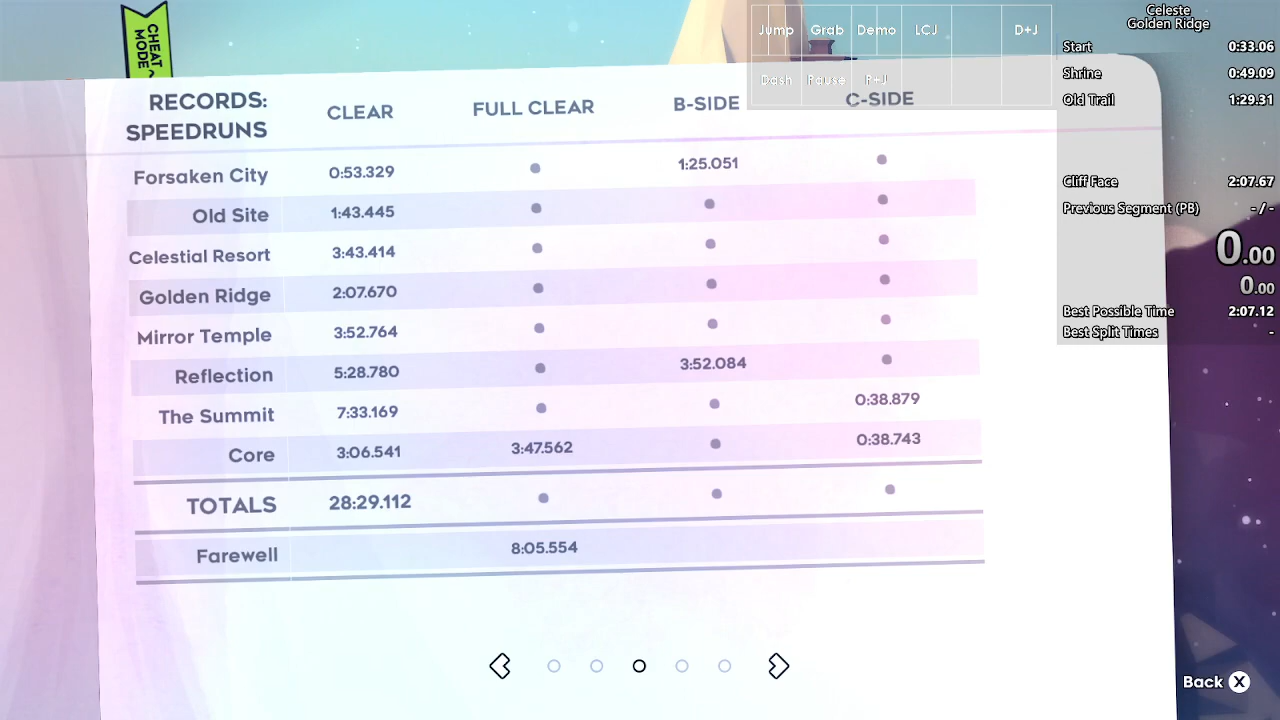 CHEAT
MODE
RECORDS:
SPEEDRUNS
CLEAR
FULL CLEAR
B-SIDE
C-SIDE
Forsaken City 0:53.329 1:25.051
Old Site 1:43.445
Celestial Resort 3:43.414
Golden Ridge 2:07.670
Mirror Temple 3:52.764
Reflection 5:28.780 3:52.084
The Summit 7:33.169 0:38.879
Core 3:06.541 3:47.562 0:38.743
TOTALS 28:29.112
Farewell 8:05.554
Jump Grab Demo LCJ D+J
Dash Pause P+J
Celeste
Golden Ridge
Start 0:33.06
Shrine 0:49.09
Old Trail 1:29.31
Cliff Face 2:07.67
Previous Segment (PB) - / -
0.00
0.00
Best Possible Time 2:07.12
Best Split Times -
Back X